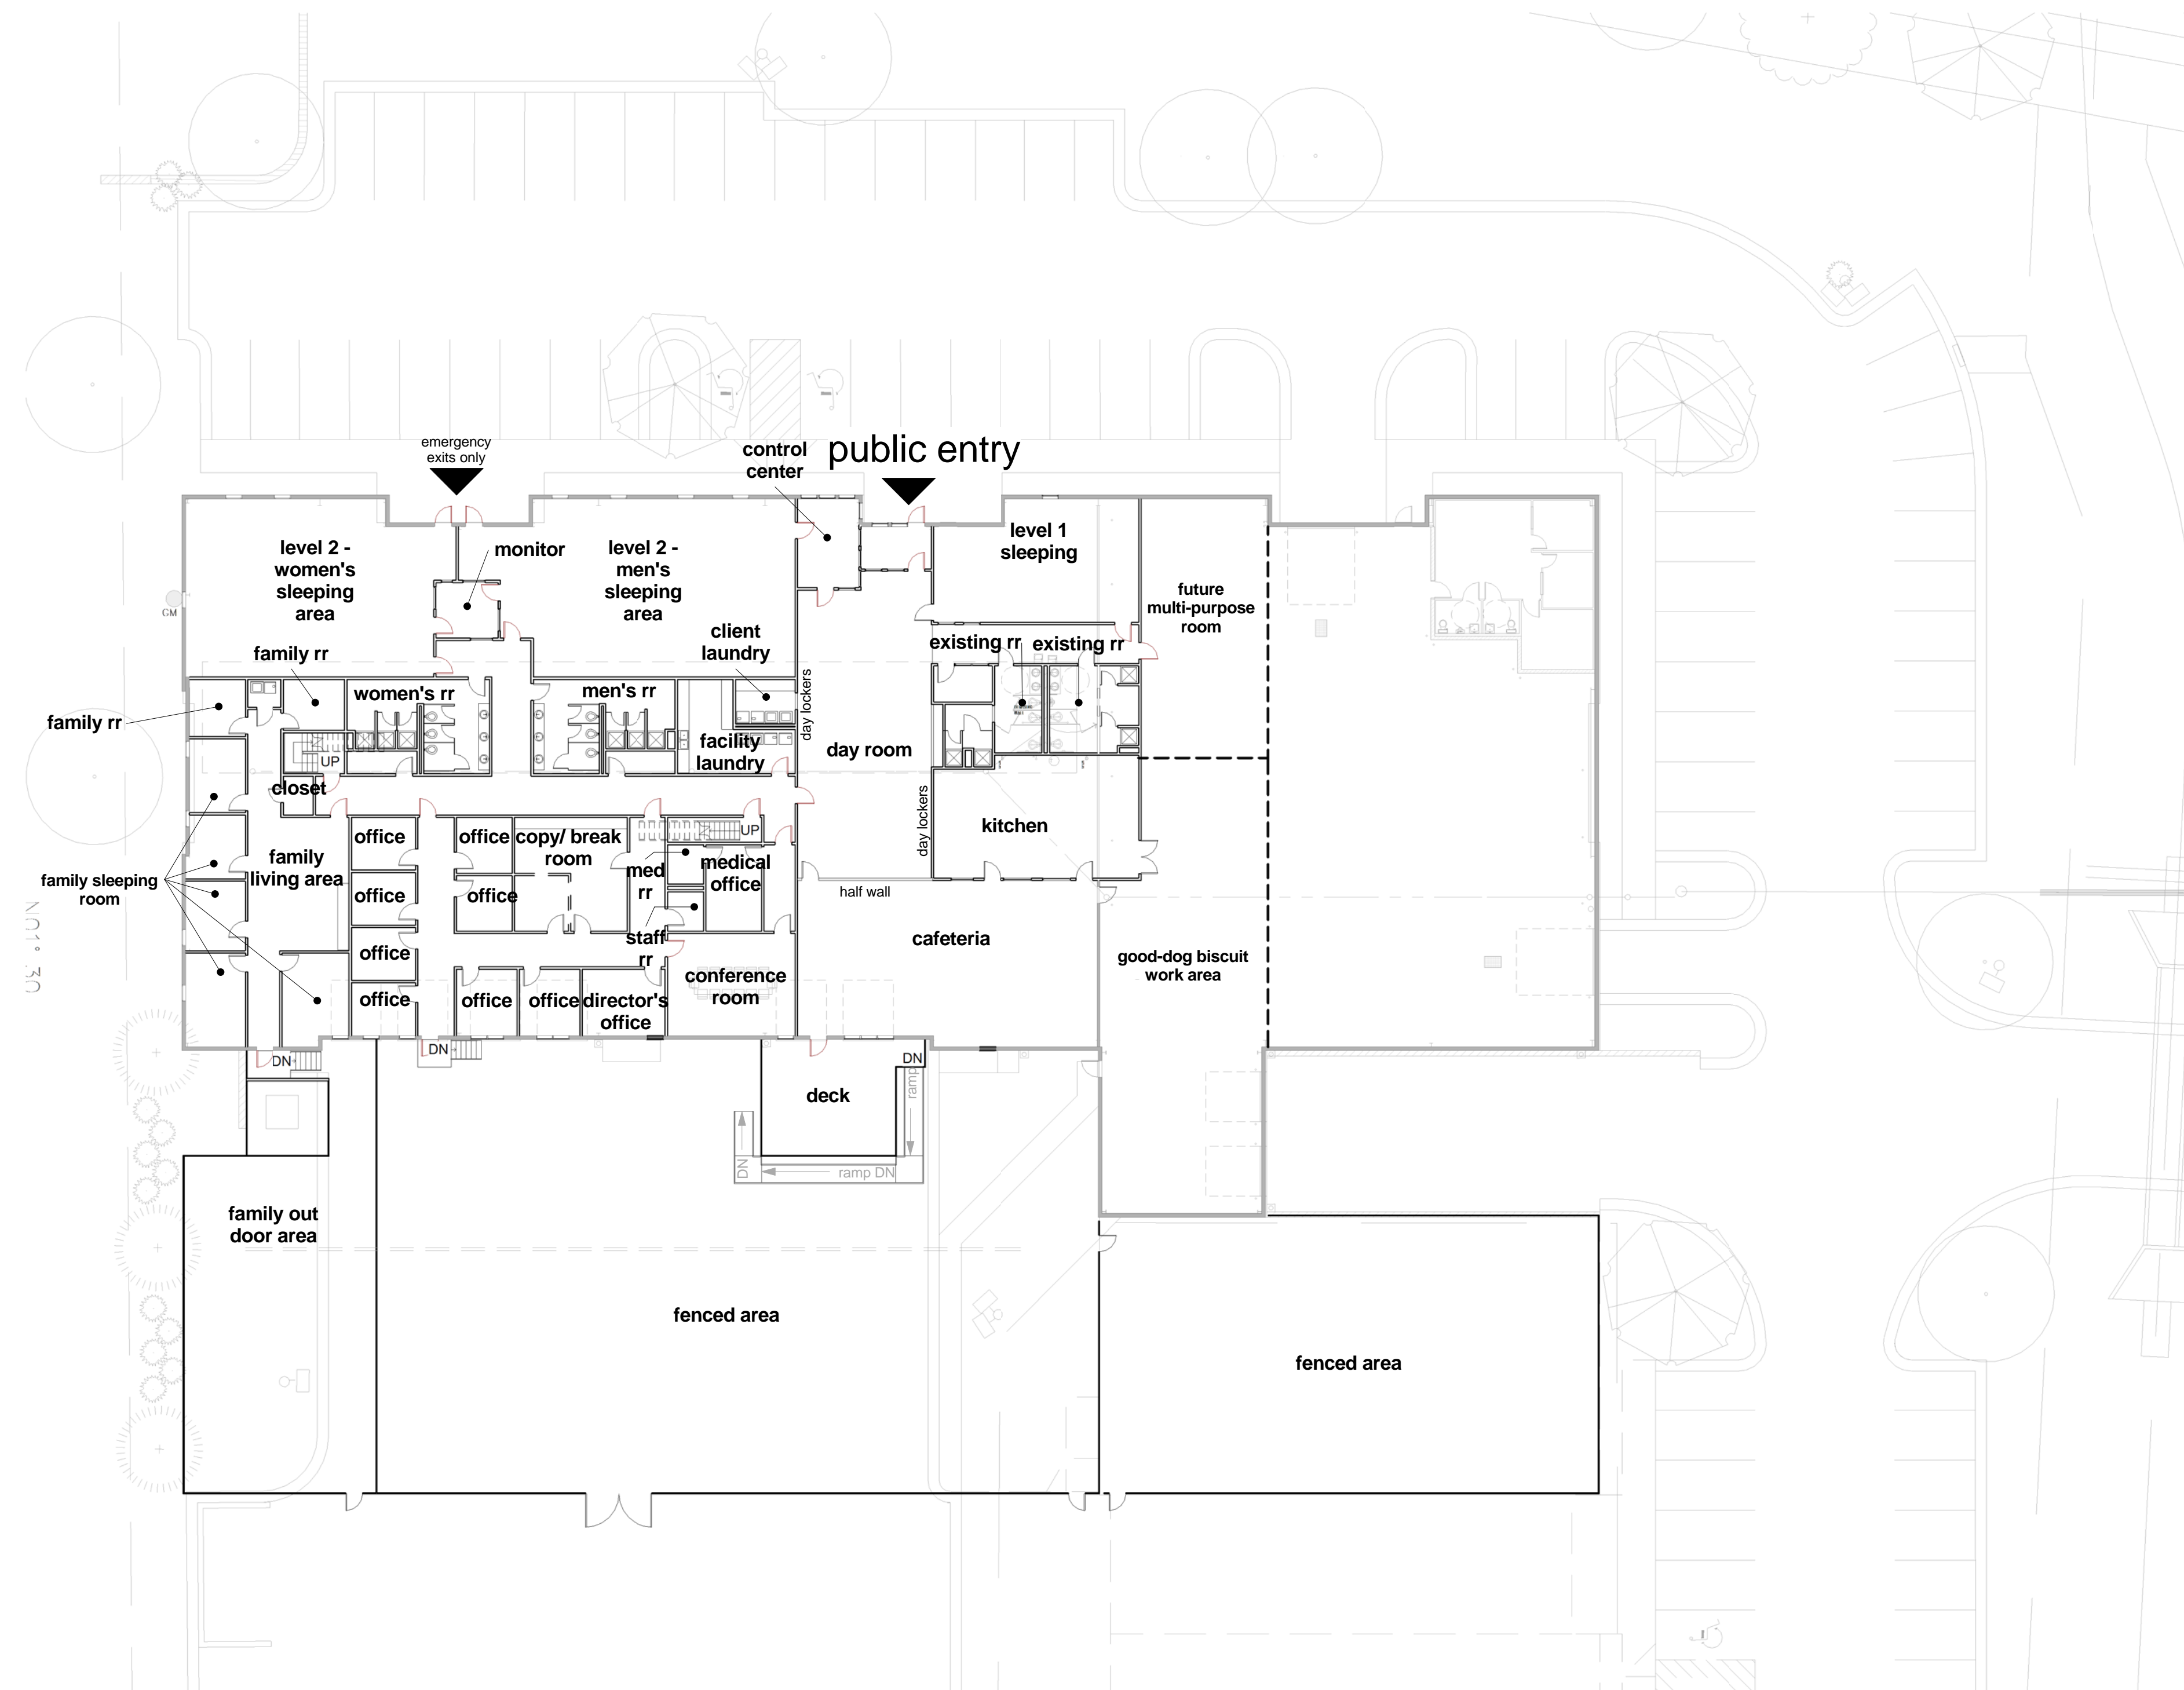 emergency
exits only
control
center
public entry
level 2 -
women's
sleeping
area
monitor
level 2 -
men's
sleeping
area
level 1
sleeping
future
multi-purpose
room
GM
client
laundry
existing rr
existing rr
family rr
women's rr
men's rr
day lockers
family rr
facility
laundry
day room
UP
closet
day lockers
kitchen
office
office
copy/ break
room
UP
family
living area
med
rr
medical
office
family sleeping
room
office
office
half wall
N01° 30
staff
rr
cafeteria
office
good-dog biscuit
work area
conference
room
office
office
office
director's
office
DN
DN
DN
deck
ramp
DN
ramp DN
family out
door area
fenced area
fenced area